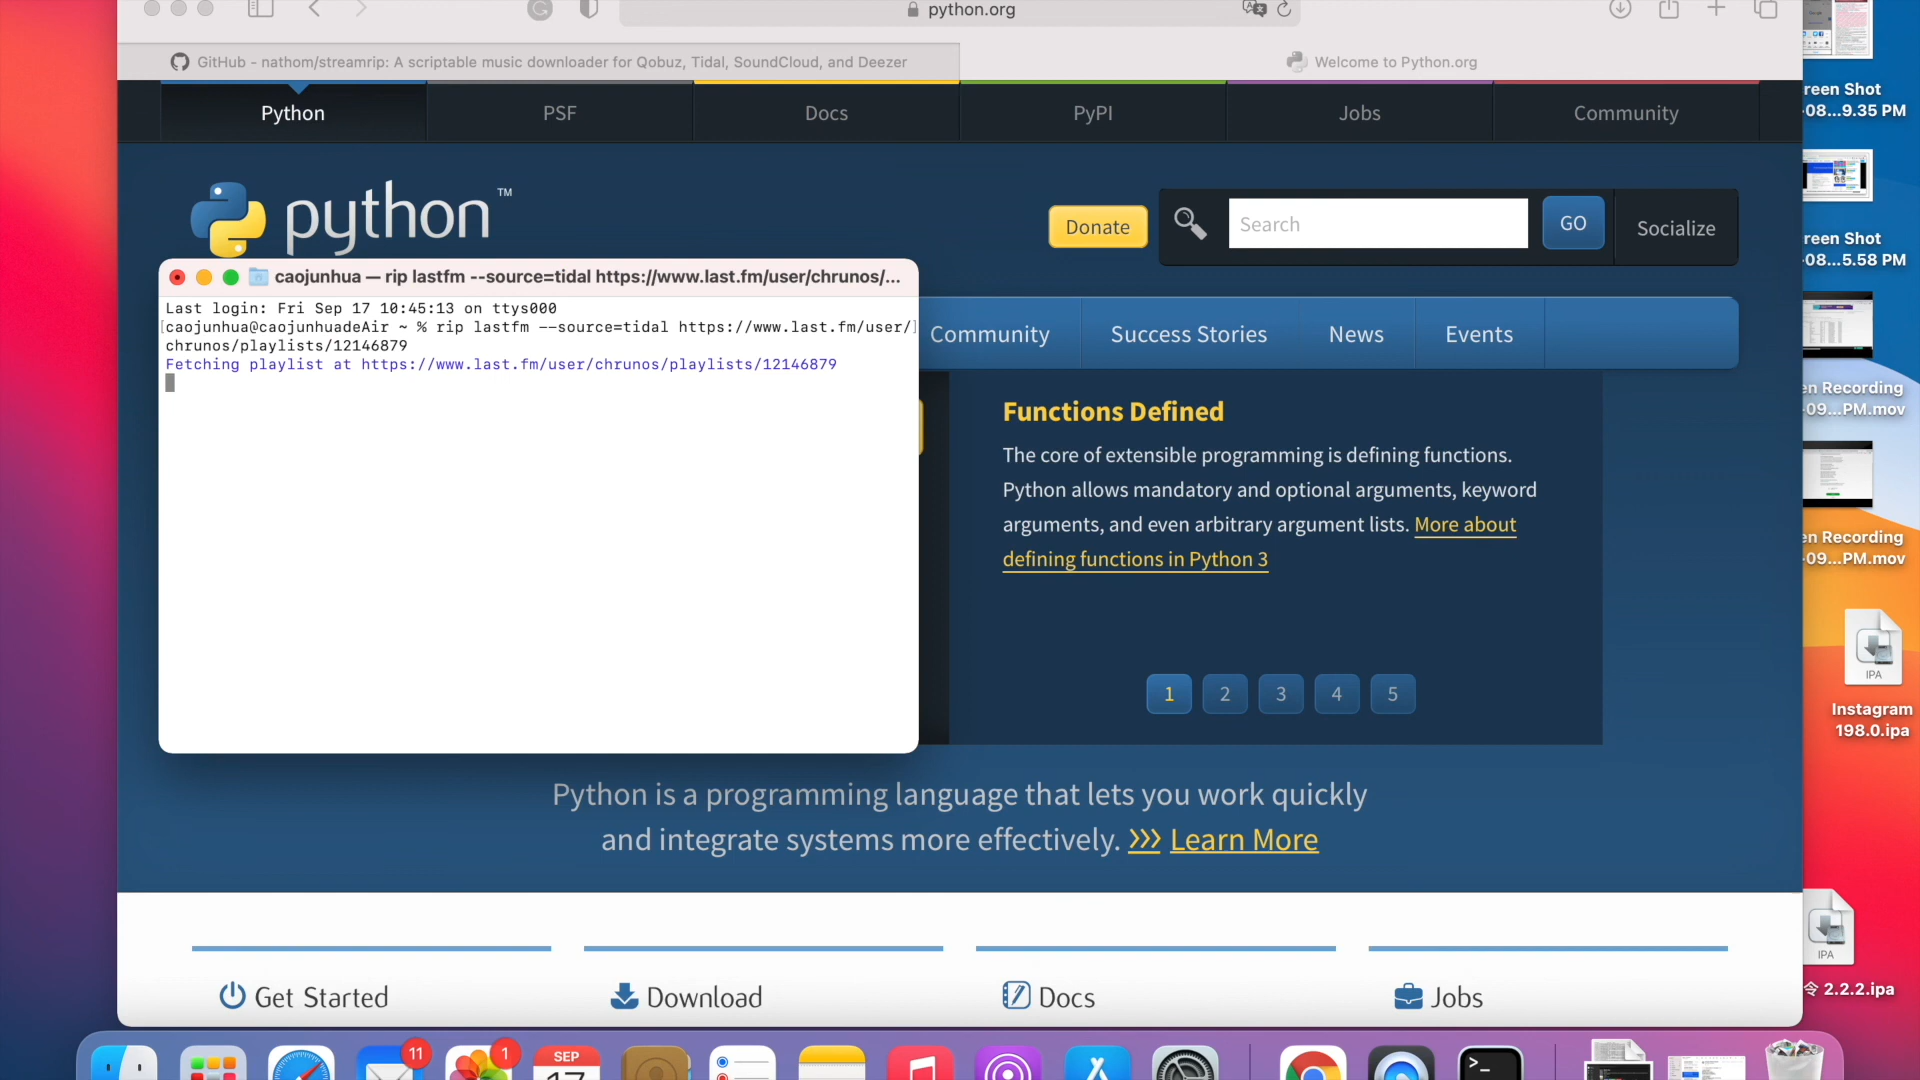 python.org
GitHub - nathom/streamrip: A scriptable music downloader for Qobuz, Tidal, SoundCloud, and Deezer
Welcome to Python.org
Python
PSF
Docs
PyPI
Jobs
Community
python™
Donate
Search
GO
Socialize
caojunhua — rip lastfm --source=tidal https://www.last.fm/user/chrunos/...
Last login: Fri Sep 17 10:45:13 on ttys000
[caojunhua@caojunhuadeAir ~ % rip lastfm --source=tidal https://www.last.fm/user/]
chrunos/playlists/12146879
Fetching playlist at https://www.last.fm/user/chrunos/playlists/12146879
Community
Success Stories
News
Events
Functions Defined
The core of extensible programming is defining functions.
Python allows mandatory and optional arguments, keyword
arguments, and even arbitrary argument lists. More about
defining functions in Python 3
1
2
3
4
5
Python is a programming language that lets you work quickly
and integrate systems more effectively. >>> Learn More
Get Started
Download
Docs
Jobs
reen Shot
-08...9.35 PM
reen Shot
-08...5.58 PM
en Recording
-09...PM.mov
en Recording
-09...PM.mov
IPA
Instagram
198.0.ipa
IPA
令 2.2.2.ipa
11
1
SEP
17
>_